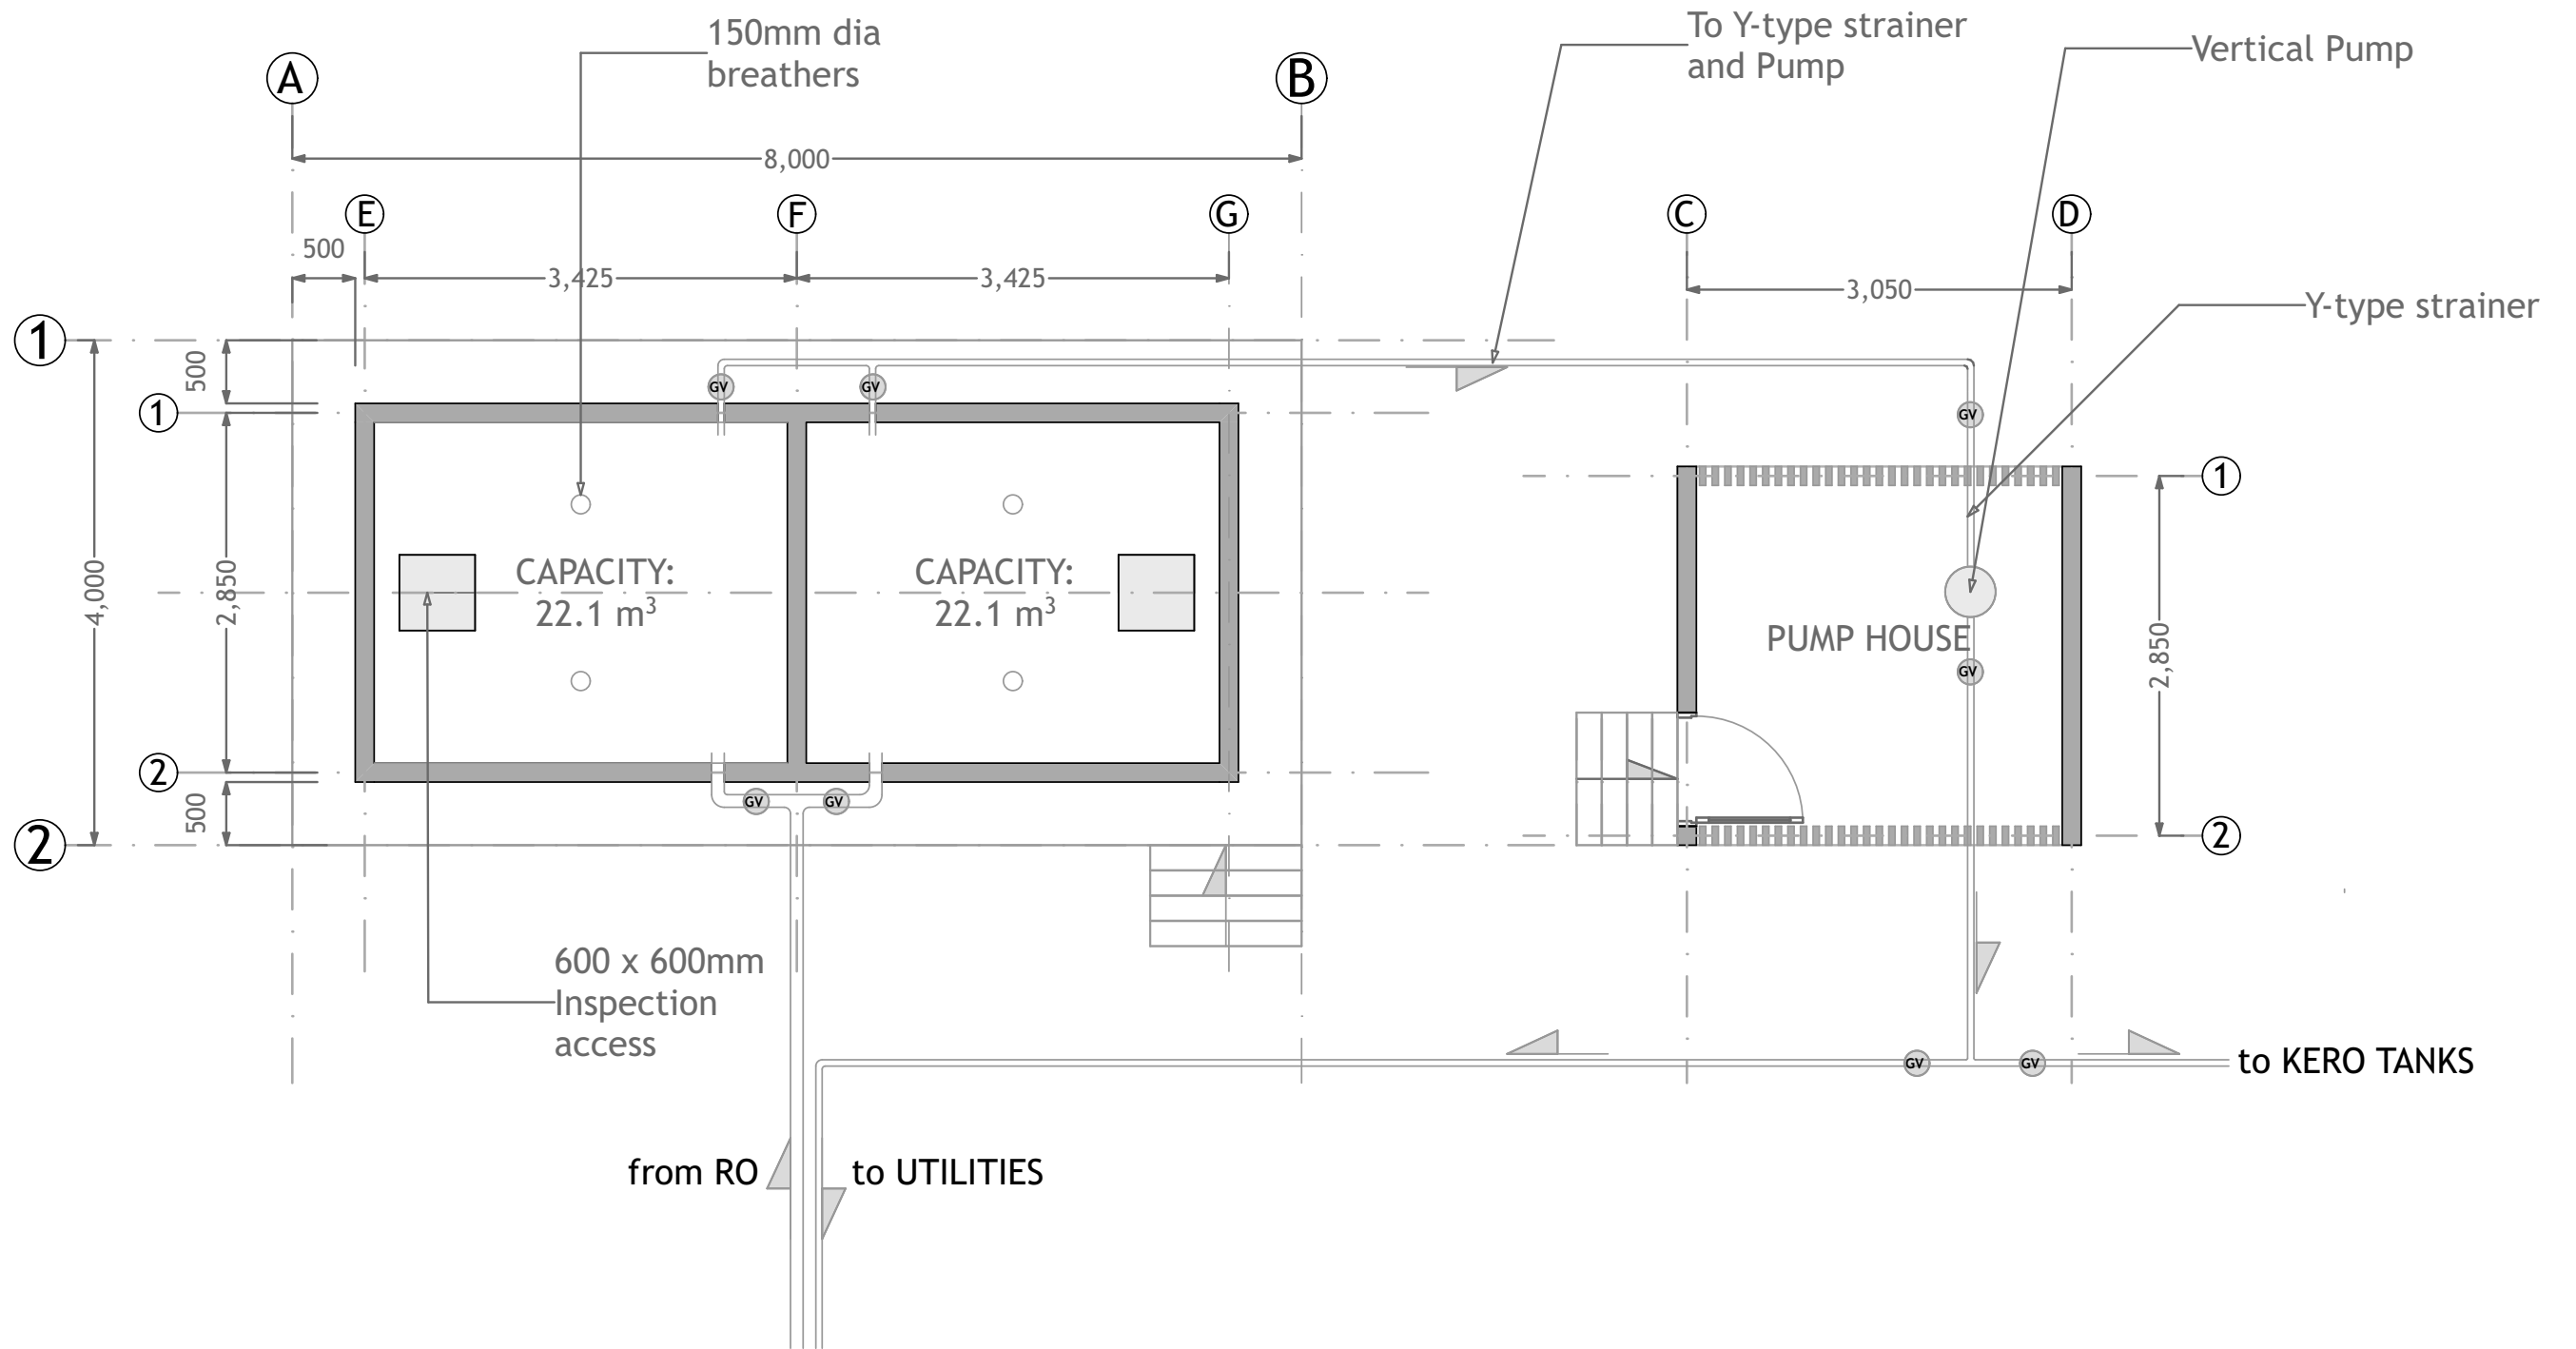 150mm dia
breathers
To Y-type strainer
and Pump
Vertical Pump
A
B
8,000
E
F
G
C
D
500
3,425
3,425
3,050
Y-type strainer
1
500
GV
GV
1
GV
1
CAPACITY:
22.1 m³
CAPACITY:
22.1 m³
4,000
2,850
PUMP HOUSE
2,850
GV
2
500
GV
GV
2
2
600 x 600mm
Inspection
access
GV
GV
to KERO TANKS
from RO
to UTILITIES